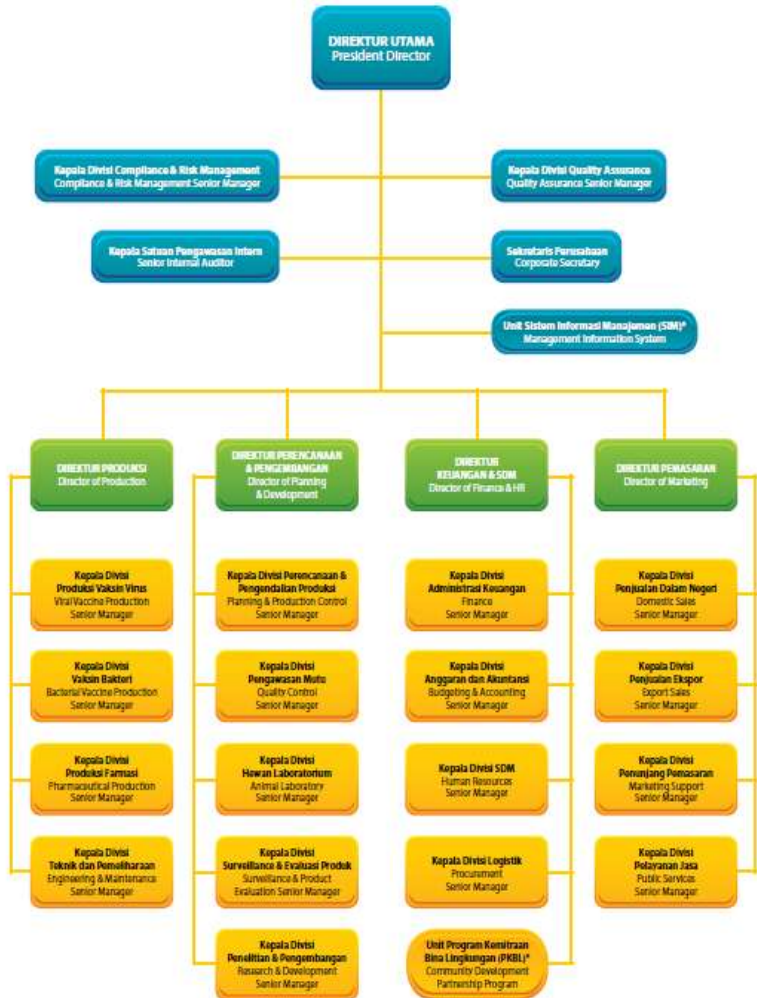 DIREKTUR UTAMA
President Director
Kepala Divisi Compliance & Risk Management
Compliance & Risk Management Senior Manager
Kepala Divisi Quality Assurance
Quality Assurance Senior Manager
Kepala Satuan Pengawasan Intern
Senior Internal Auditor
Sekretaris Perusahaan
Corporate Secretary
Unit Sistem Informasi Manajemen (SIM)*
Management Information System
DIREKTUR PRODUKSI
Director of Production
DIREKTUR PERENCANAAN
& PENGEMBANGAN
Director of Planning
& Development
DIREKTUR
KEUANGAN & SDM
Director of Finance & HR
DIREKTUR PEMASARAN
Director of Marketing
Kepala Divisi
Produksi Vaksin Virus
Viral Vaccine Production
Senior Manager
Kepala Divisi Perencanaan &
Pengendalian Produksi
Planning & Production Control
Senior Manager
Kepala Divisi
Administrasi Keuangan
Finance
Senior Manager
Kepala Divisi
Penjualan Dalam Negeri
Domestic Sales
Senior Manager
Kepala Divisi
Vaksin Bakteri
Bacterial Vaccine Production
Senior Manager
Kepala Divisi
Pengawasan Mutu
Quality Control
Senior Manager
Kepala Divisi
Anggaran dan Akuntansi
Budgeting & Accounting
Senior Manager
Kepala Divisi
Penjualan Ekspor
Export Sales
Senior Manager
Kepala Divisi
Produksi Farmasi
Pharmaceutical Production
Senior Manager
Kepala Divisi
Hewan Laboratorium
Animal Laboratory
Senior Manager
Kepala Divisi SDM
Human Resources
Senior Manager
Kepala Divisi
Penunjang Pemasaran
Marketing Support
Senior Manager
Kepala Divisi
Teknik dan Pemeliharaan
Engineering & Maintenance
Senior Manager
Kepala Divisi
Surveillance & Evaluasi Produk
Surveillance & Product
Evaluation Senior Manager
Kepala Divisi Logistik
Procurement
Senior Manager
Kepala Divisi
Pelayanan Jasa
Public Services
Senior Manager
Kepala Divisi
Penelitian & Pengembangan
Research & Development
Senior Manager
Unit Program Kemitraan
Bina Lingkungan (PKBL)*
Community Development
Partnership Program